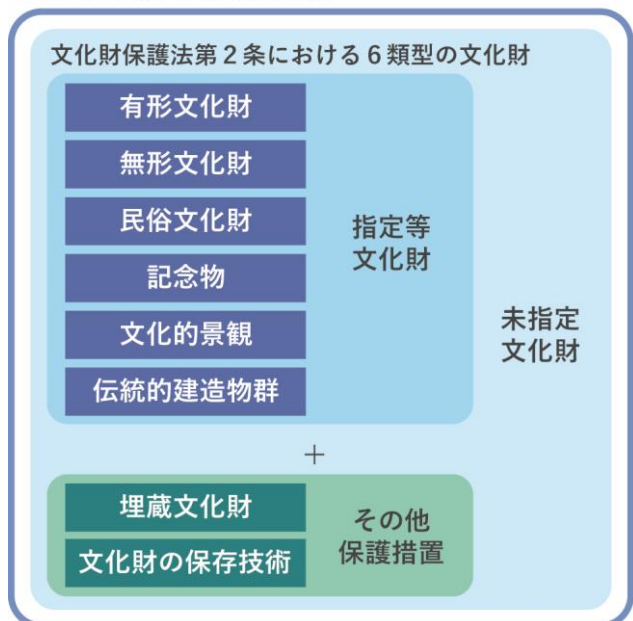 文化財保護法第２条における６類型の文化財
有形文化財
無形文化財
民俗文化財
記念物
文化的景観
伝統的建造物群
指定等
文化財
未指定
文化財
+
埋蔵文化財
文化財の保存技術
その他
保護措置